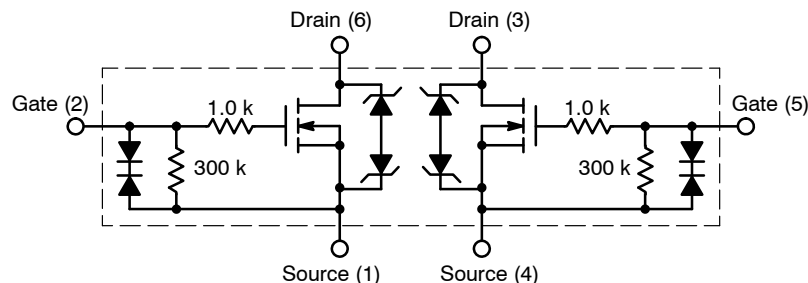 Drain (6)
Drain (3)
Gate (2)
1.0 k
1.0 k
Gate (5)
300 k
300 k
Source (1)
Source (4)